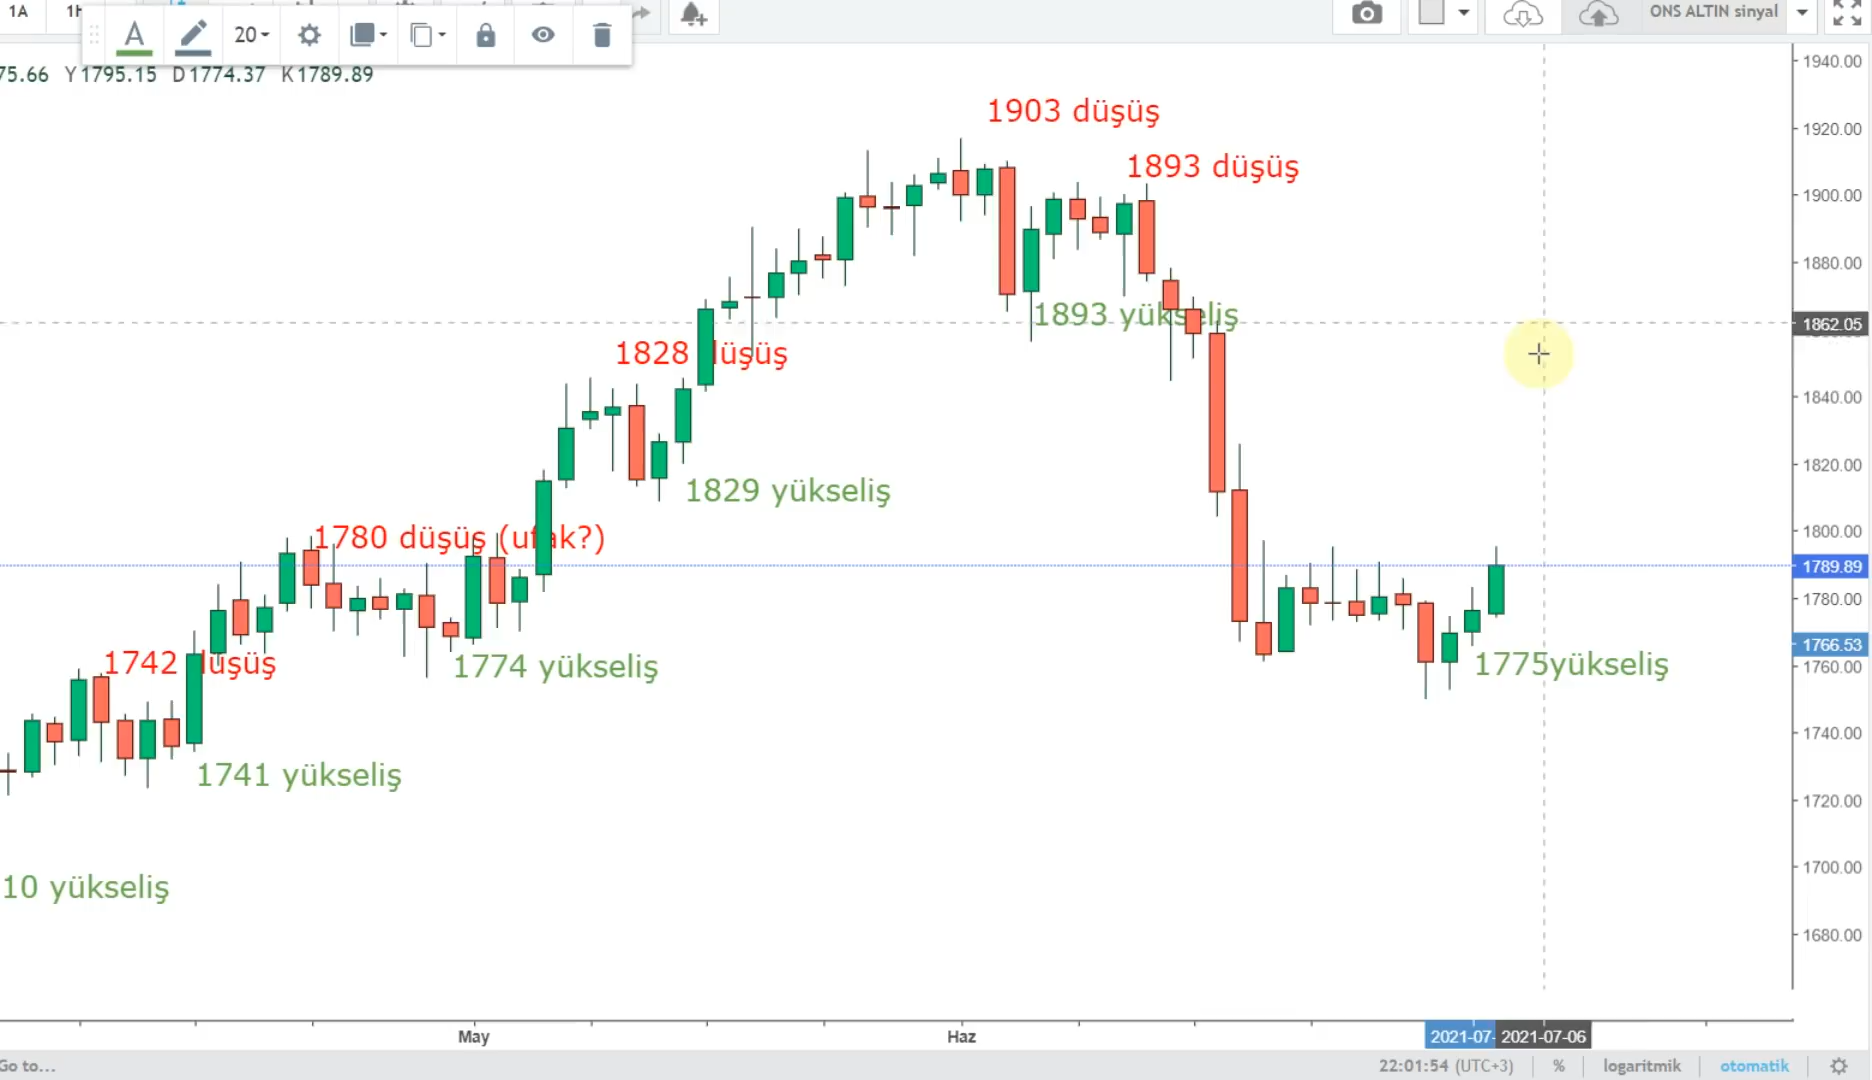 1A
20
ONS ALTIN sinyal
75.66 Y1795.15 D1774.37 K1789.89
1940.00
1903 düşüş
1920.00
1893 düşüş
1900.00
1880.00
1893 yükseliş
1862.05
1828 düşüş
1840.00
1829 yükseliş
1820.00
1780 düşüş (ufak?)
1800.00
1789.89
1780.00
1742 düşüş
1774 yükseliş
1775yükseliş
1766.53
1760.00
1740.00
1741 yükseliş
1720.00
10 yükseliş
1700.00
1680.00
May
Haz
2021-07-
2021-07-06
Go to...
22:01:54 (UTC+3)
%
logaritmik
otomatik